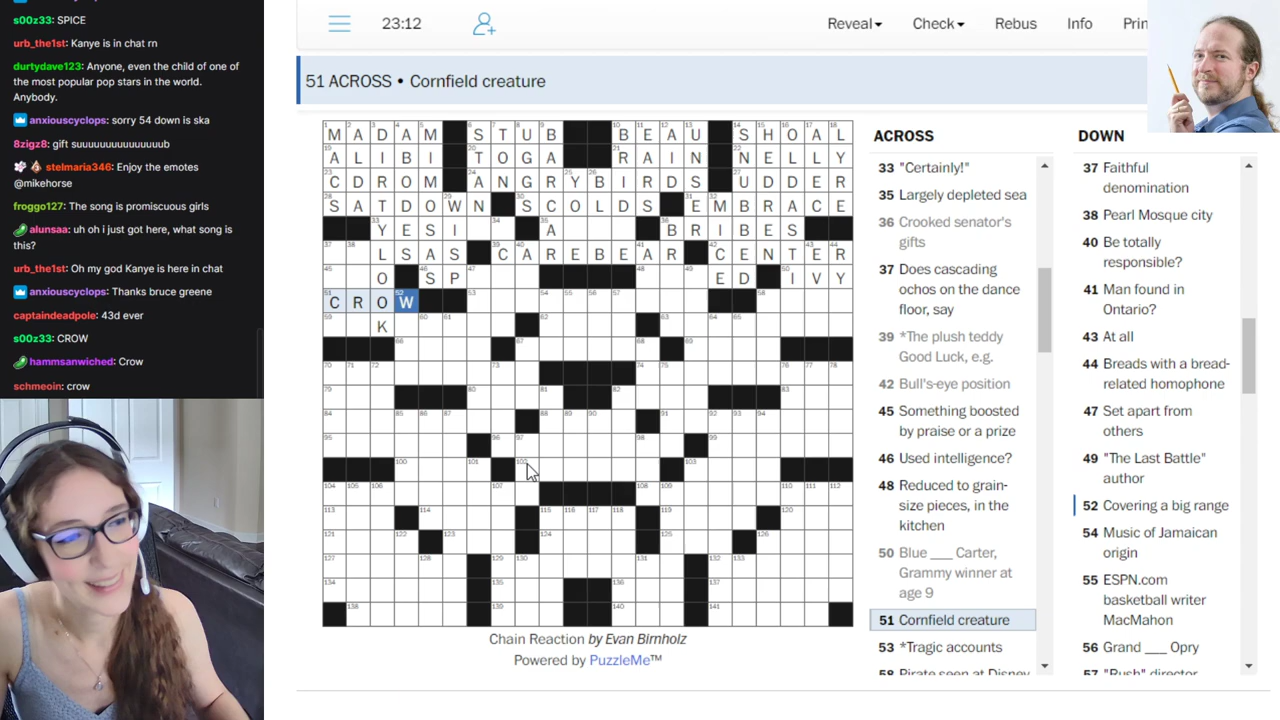 s00z33: SPICE
urb_the1st: Kanye is in chat rn
durtydave123: Anyone, even the child of one of
the most popular pop stars in the world.
Anybody.
anxiouscyclops: sorry 54 down is ska
8zigz8: gift suuuuuuuuuuuuuuub
stelmaria346: Enjoy the emotes
@mikehorse
froggo127: The song is promiscuous girls
alunsaa: uh oh i just got here, what song is
this?
urb_the1st: Oh my god Kanye is here in chat
anxiouscyclops: Thanks bruce greene
captaindeadpole: 43d ever
s00z33: CROW
hammsanwiched: Crow
schmeoin: crow
23:12
Reveal
Check
Rebus
Info
Prin
51 ACROSS • Cornfield creature
MADAM STUB BEAU SHOAL
ALIBI TOGA RAIN NELLY
CDROM ANGRYBIRDS UDDER
SATDOWN SCOLDS EMBRACE
YESI A BRIBES
LSAS CAREBEAR CENTER
O SP ED IVY
CROW
K
Chain Reaction by Evan Birnholz
Powered by PuzzleMe™
ACROSS
33 "Certainly!"
35 Largely depleted sea
36 Crooked senator's
gifts
37 Does cascading
ochos on the dance
floor, say
39 *The plush teddy
Good Luck, e.g.
42 Bull's-eye position
45 Something boosted
by praise or a prize
46 Used intelligence?
48 Reduced to grain-
size pieces, in the
kitchen
50 Blue ___ Carter,
Grammy winner at
age 9
51 Cornfield creature
53 *Tragic accounts
58 Pirate seen at Disney
DOWN
37 Faithful
denomination
38 Pearl Mosque city
40 Be totally
responsible?
41 Man found in
Ontario?
43 At all
44 Breads with a bread-
related homophone
47 Set apart from
others
49 "The Last Battle"
author
52 Covering a big range
54 Music of Jamaican
origin
55 ESPN.com
basketball writer
MacMahon
56 Grand ___ Opry
57 "Rush" director